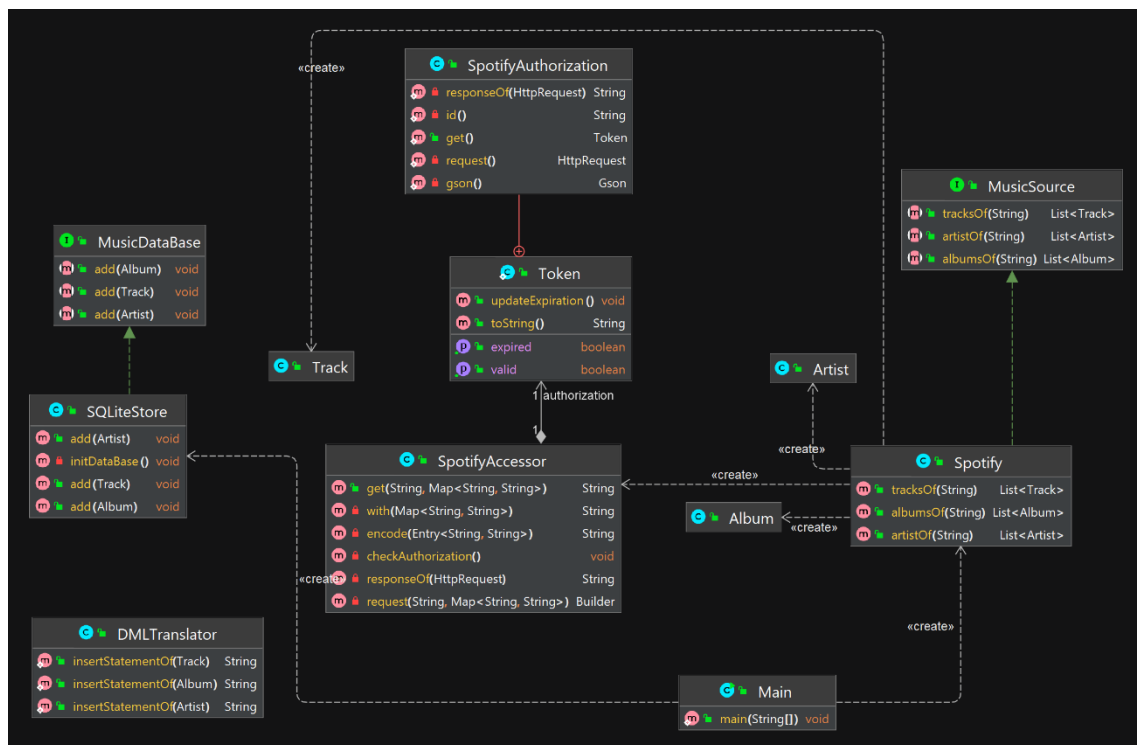 «create»
SpotifyAuthorization
responseOf(HttpRequest) String
id() String
get() Token
request() HttpRequest
gson() Gson
MusicSource
tracksOf(String) List<Track>
artistOf(String) List<Artist>
albumsOf(String) List<Album>
MusicDataBase
add(Album) void
add(Track) void
add(Artist) void
Token
updateExpiration() void
toString() String
expired boolean
valid boolean
Track
Artist
1 authorization
1
SQLiteStore
add(Artist) void
initDataBase() void
add(Track) void
add(Album) void
SpotifyAccessor
get(String, Map<String, String>) String
with(Map<String, String>) String
encode(Entry<String, String>) String
checkAuthorization() void
responseOf(HttpRequest) String
request(String, Map<String, String>) Builder
«create»
«create»
«create»
Album
«create»
Spotify
tracksOf(String) List<Track>
albumsOf(String) List<Album>
artistOf(String) List<Artist>
DMLTranslator
insertStatementOf(Track) String
insertStatementOf(Album) String
insertStatementOf(Artist) String
«create»
Main
main(String[]) void